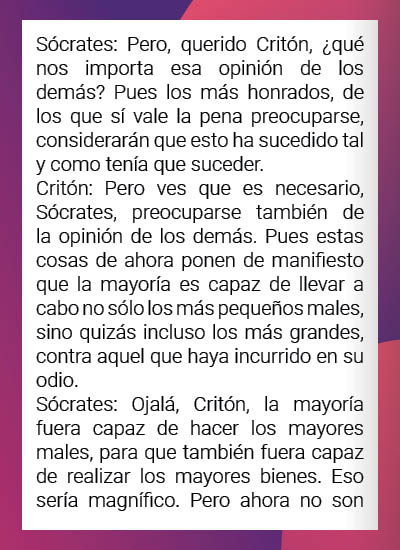 Sócrates: Pero, querido Critón, ¿qué
nos importa esa opinión de los
demás? Pues los más honrados, de
los que sí vale la pena preocuparse,
considerarán que esto ha sucedido tal
y como tenía que suceder.
Critón: Pero ves que es necesario,
Sócrates, preocuparse también de
la opinión de los demás. Pues estas
cosas de ahora ponen de manifiesto
que la mayoría es capaz de llevar a
cabo no sólo los más pequeños males,
sino quizás incluso los más grandes,
contra aquel que haya incurrido en su
odio.
Sócrates: Ojalá, Critón, la mayoría
fuera capaz de hacer los mayores
males, para que también fuera capaz
de realizar los mayores bienes. Eso
sería magnífico. Pero ahora no son